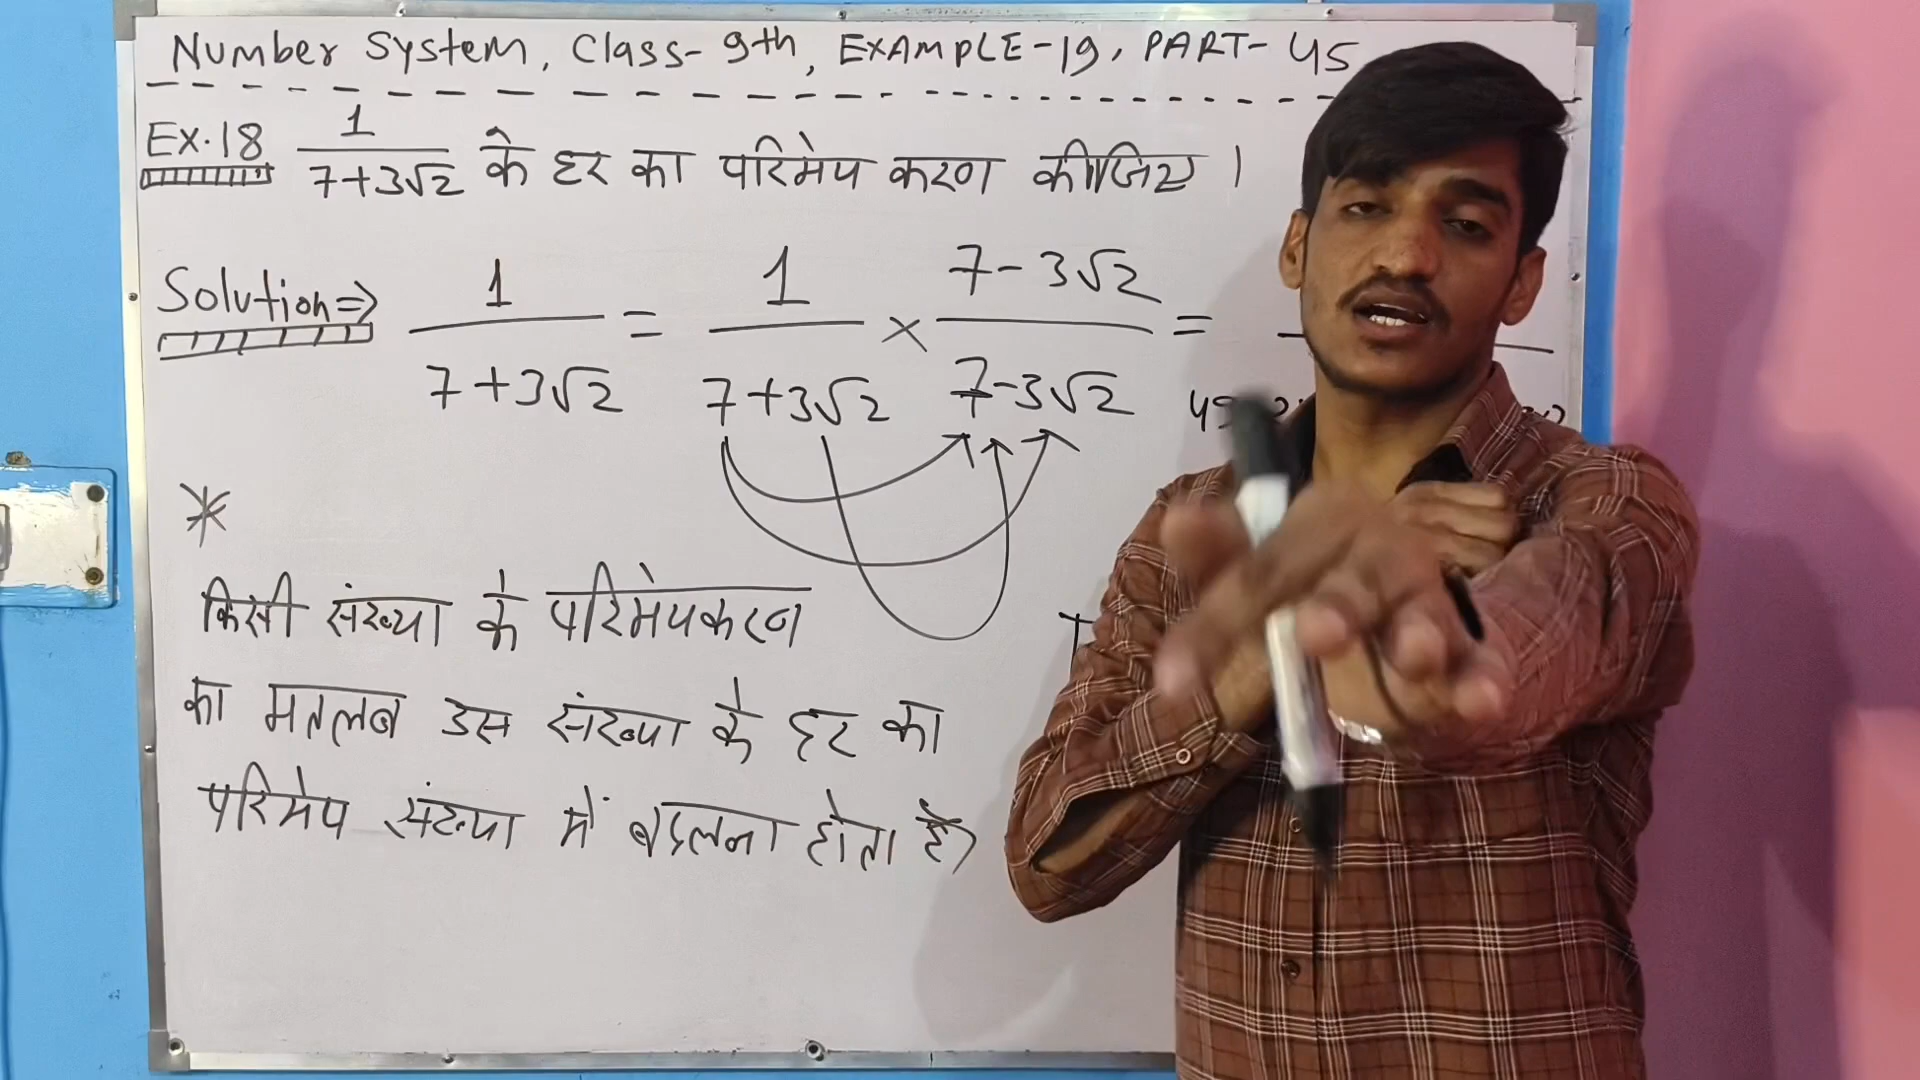 Number System, Class- 9th, EXAMPLE-19, PART- 45
Ex.18 1/7+3√2 के हर का परिमेय करण कीजिए ।
Solution⇒ 1/7+3√2 = 1/7+3√2 × 7-3√2/7-3√2 =
*
किसी संख्या के परिमेयकरण
का मतलब उस संख्या के हर को
परिमेय संख्या में बदलना होता है